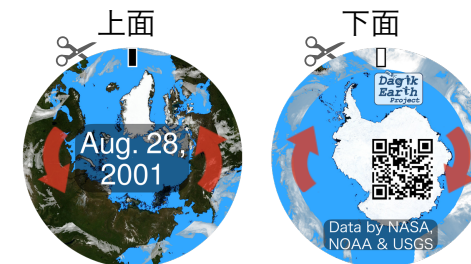 上面
下面
Aug. 28,
2001
Dagik
Earth
Project
Data by NASA,
NOAA & USGS